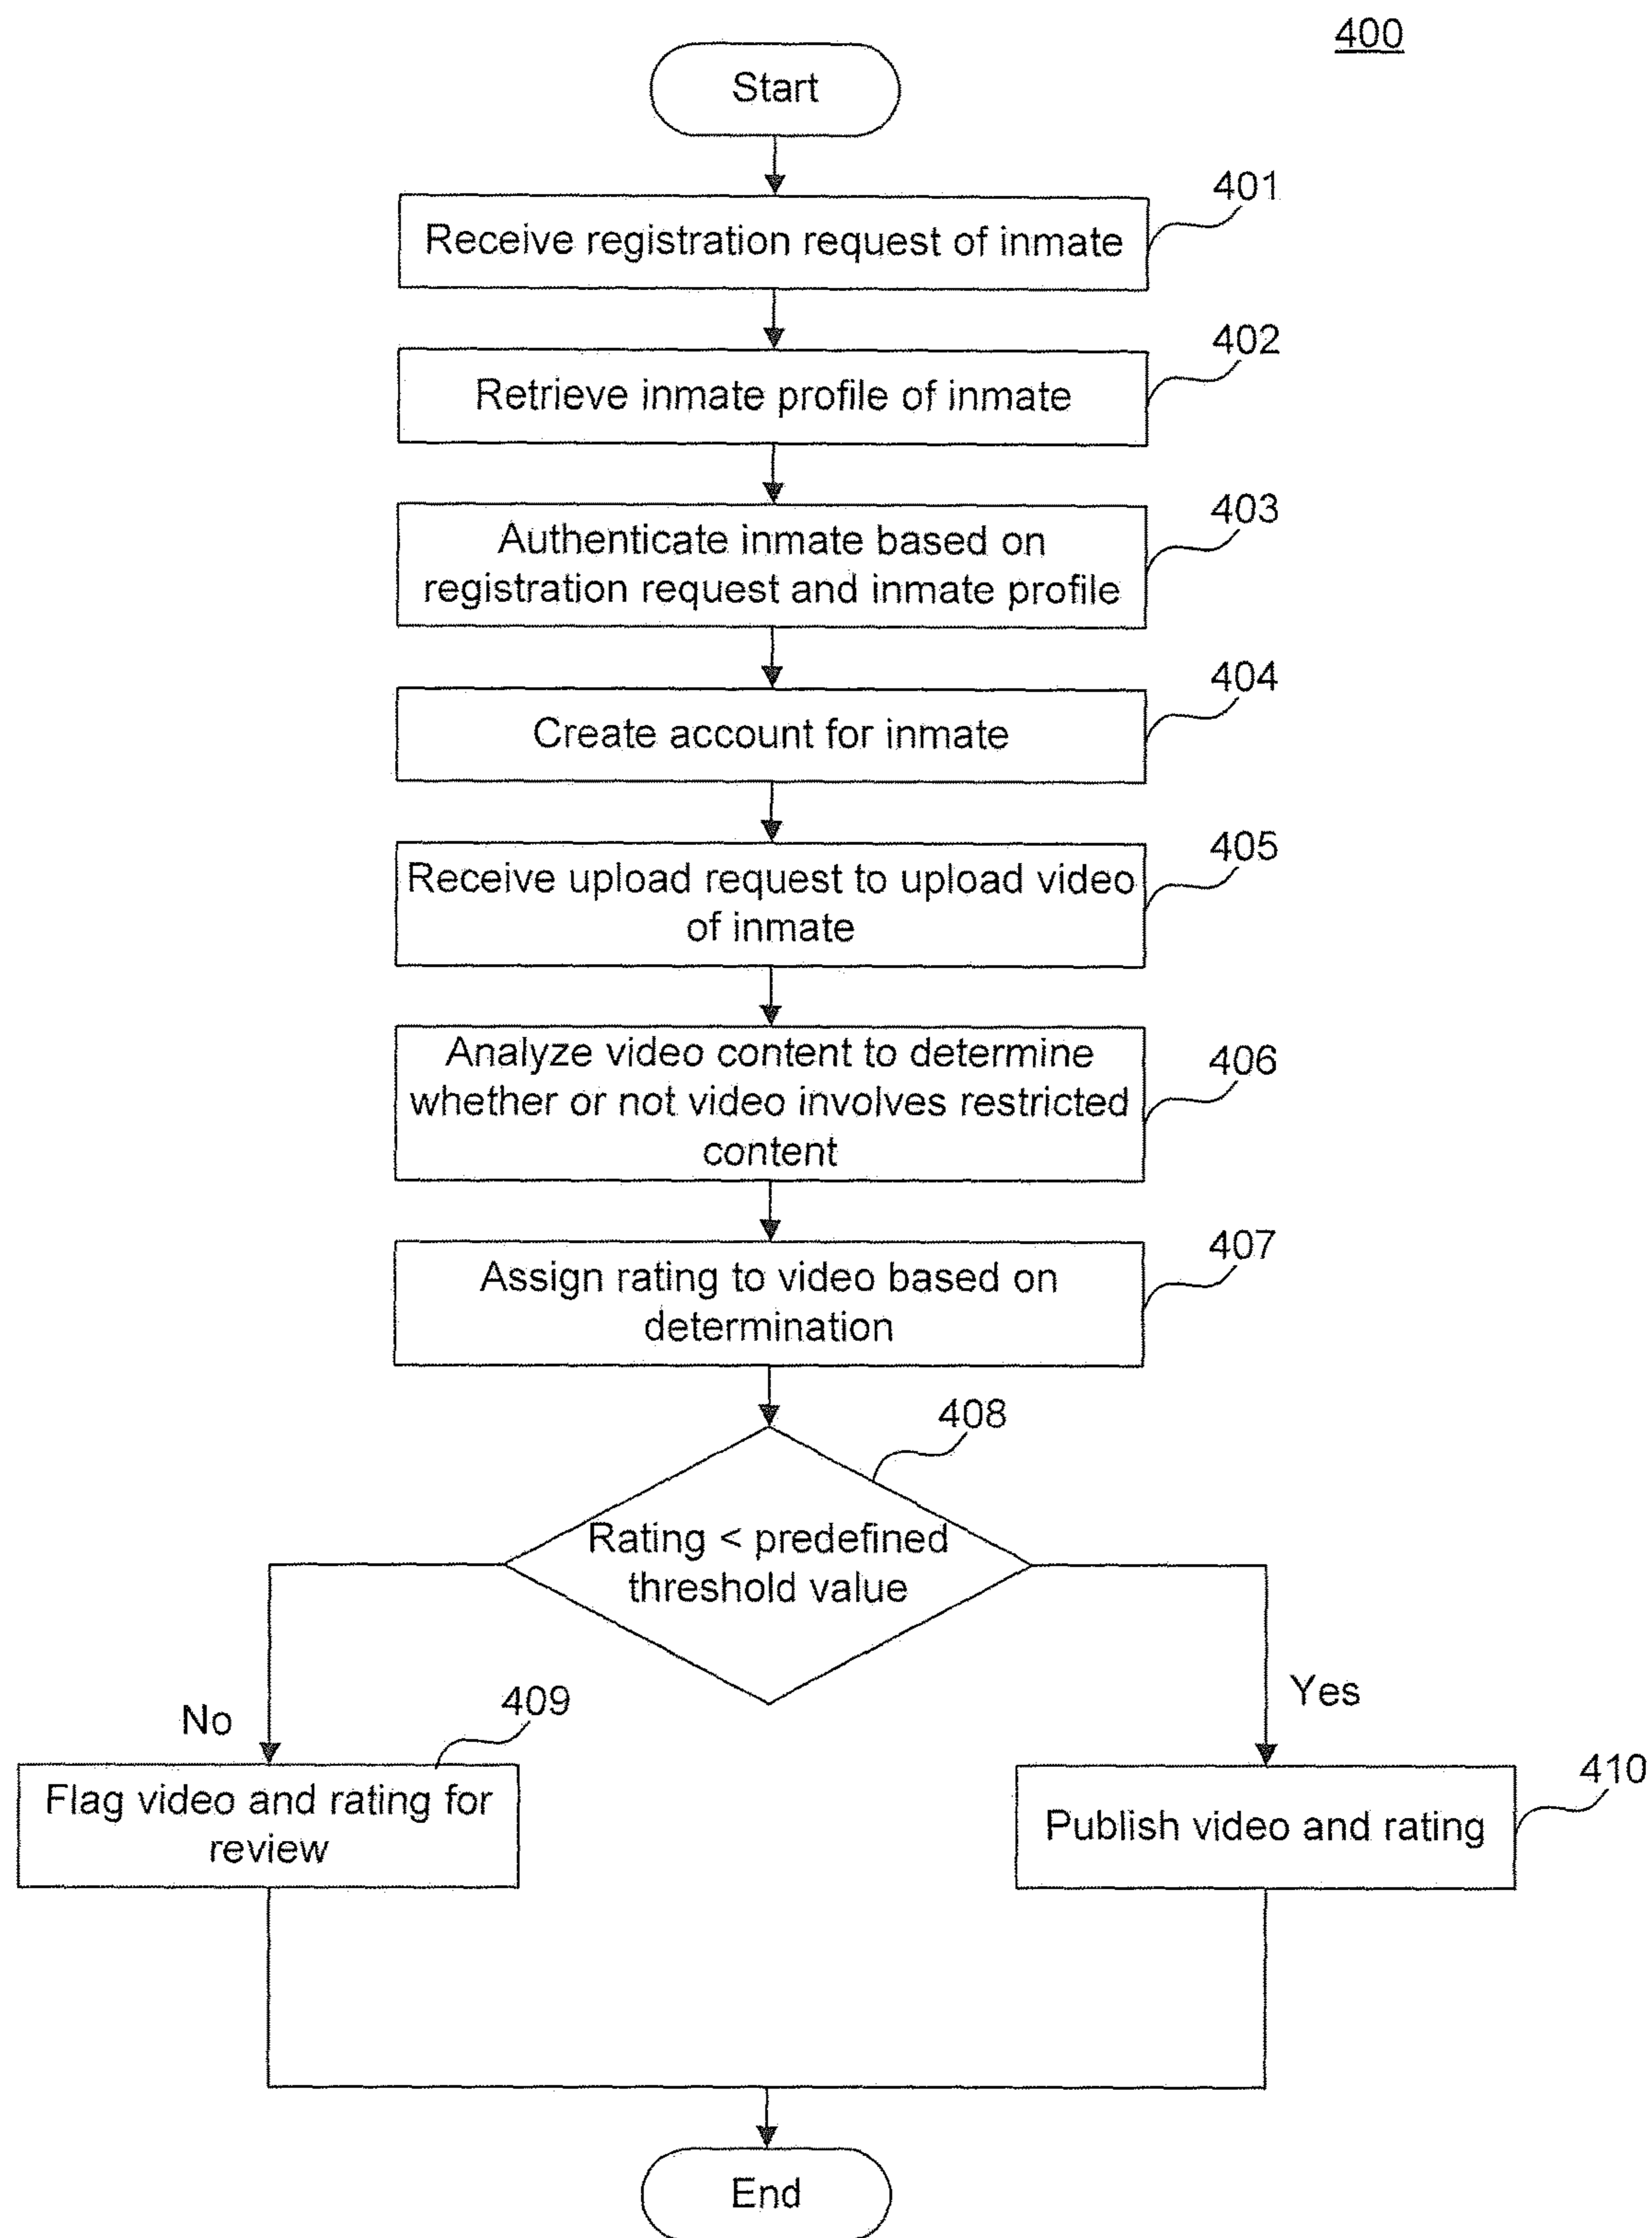 400
Start
401
Receive registration request of inmate
402
Retrieve inmate profile of inmate
403
Authenticate inmate based on
registration request and inmate profile
404
Create account for inmate
405
Receive upload request to upload video
of inmate
406
Analyze video content to determine
whether or not video involves restricted
content
407
Assign rating to video based on
determination
408
Rating < predefined
threshold value
No
Yes
409
Flag video and rating for
review
410
Publish video and rating
End